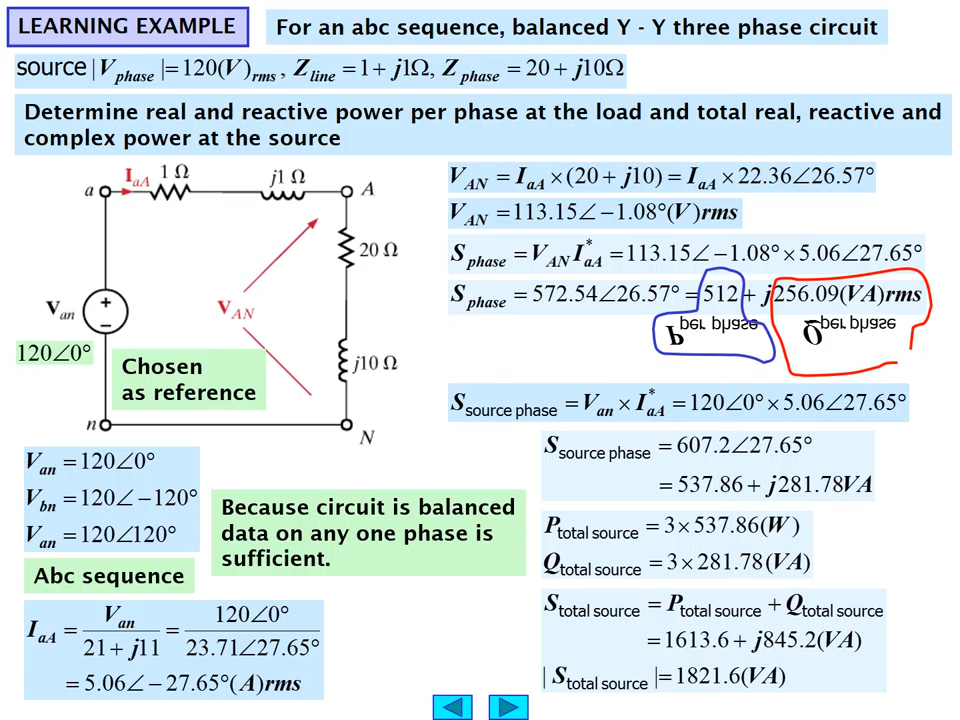 LEARNING EXAMPLE
For an abc sequence, balanced Y - Y three phase circuit
source | V_phase | = 120(V)_rms , Z_line = 1 + j1Ω, Z_phase = 20 + j10Ω
Determine real and reactive power per phase at the load and total real, reactive and
complex power at the source
a
I_aA
1 Ω
j1 Ω
A
20 Ω
V_an
+
−
V_AN
120∠0°
j10 Ω
Chosen
as reference
n
N
V_AN = I_aA × (20 + j10) = I_aA × 22.36∠26.57°
V_AN = 113.15∠ − 1.08°(V) rms
S_phase = V_AN I*_aA = 113.15∠ − 1.08° × 5.06∠27.65°
S_phase = 572.54∠26.57° = 512 + j256.09(VA) rms
P_per phase
Q_per phase
S_source phase = V_an × I*_aA = 120∠0° × 5.06∠27.65°
V_an = 120∠0°
V_bn = 120∠ − 120°
V_an = 120∠120°
Abc sequence
Because circuit is balanced
data on any one phase is
sufficient.
I_aA = V_an / (21 + j11) = 120∠0° / 23.71∠27.65°
= 5.06∠ − 27.65°(A) rms
S_source phase = 607.2∠27.65°
= 537.86 + j281.78VA
P_total source = 3 × 537.86(W)
Q_total source = 3 × 281.78(VA)
S_total source = P_total source + Q_total source
= 1613.6 + j845.2(VA)
| S_total source | = 1821.6(VA)